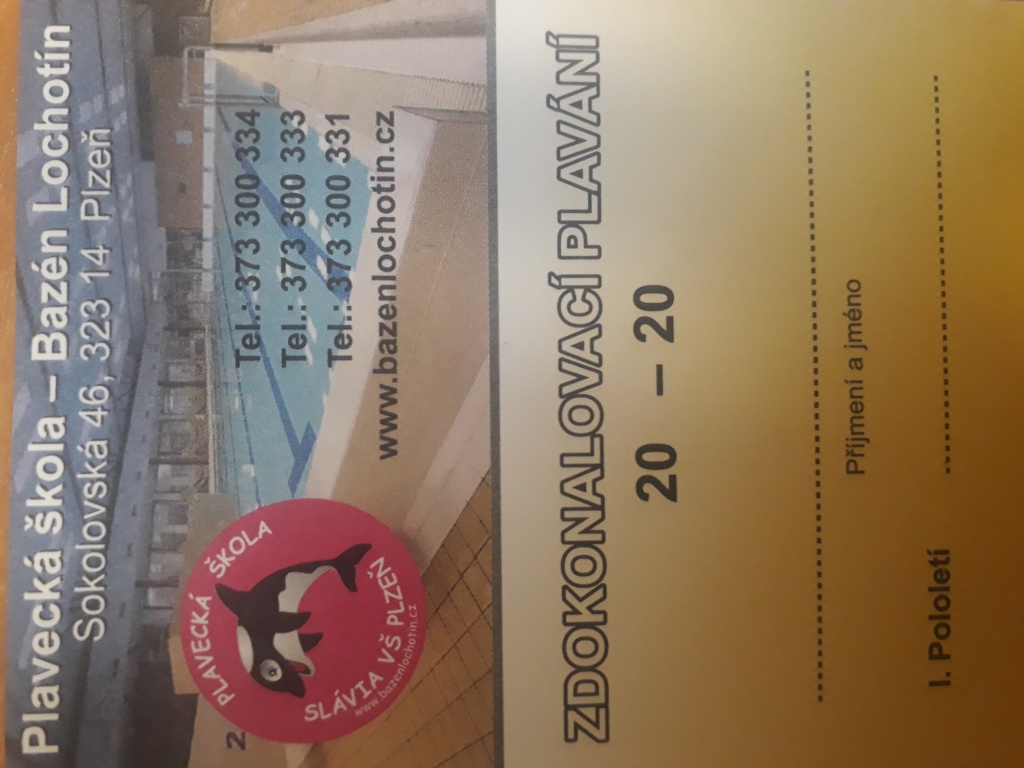 Plavecká škola – Bazén Lochotín
Sokolovská 46, 323 14 Plzeň
Tel.: 373 300 334
Tel.: 373 300 333
Tel.: 373 300 331
www.bazenlochotin.cz
2
PLAVECKÁ ŠKOLA
SLÁVIA VŠ PLZEŇ
www.bazenlochotin.cz
ZDOKONALOVACÍ PLAVÁNÍ
20 – 20
Příjmení a jméno
I. Pololetí